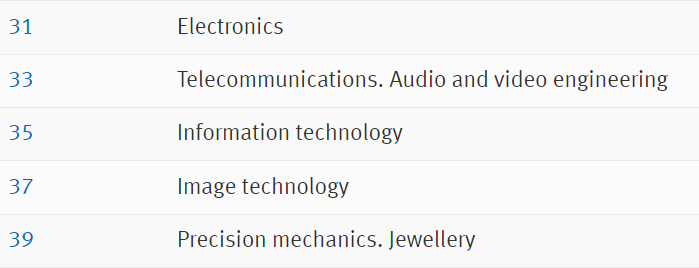 31 Electronics
33 Telecommunications. Audio and video engineering
35 Information technology
37 Image technology
39 Precision mechanics. Jewellery